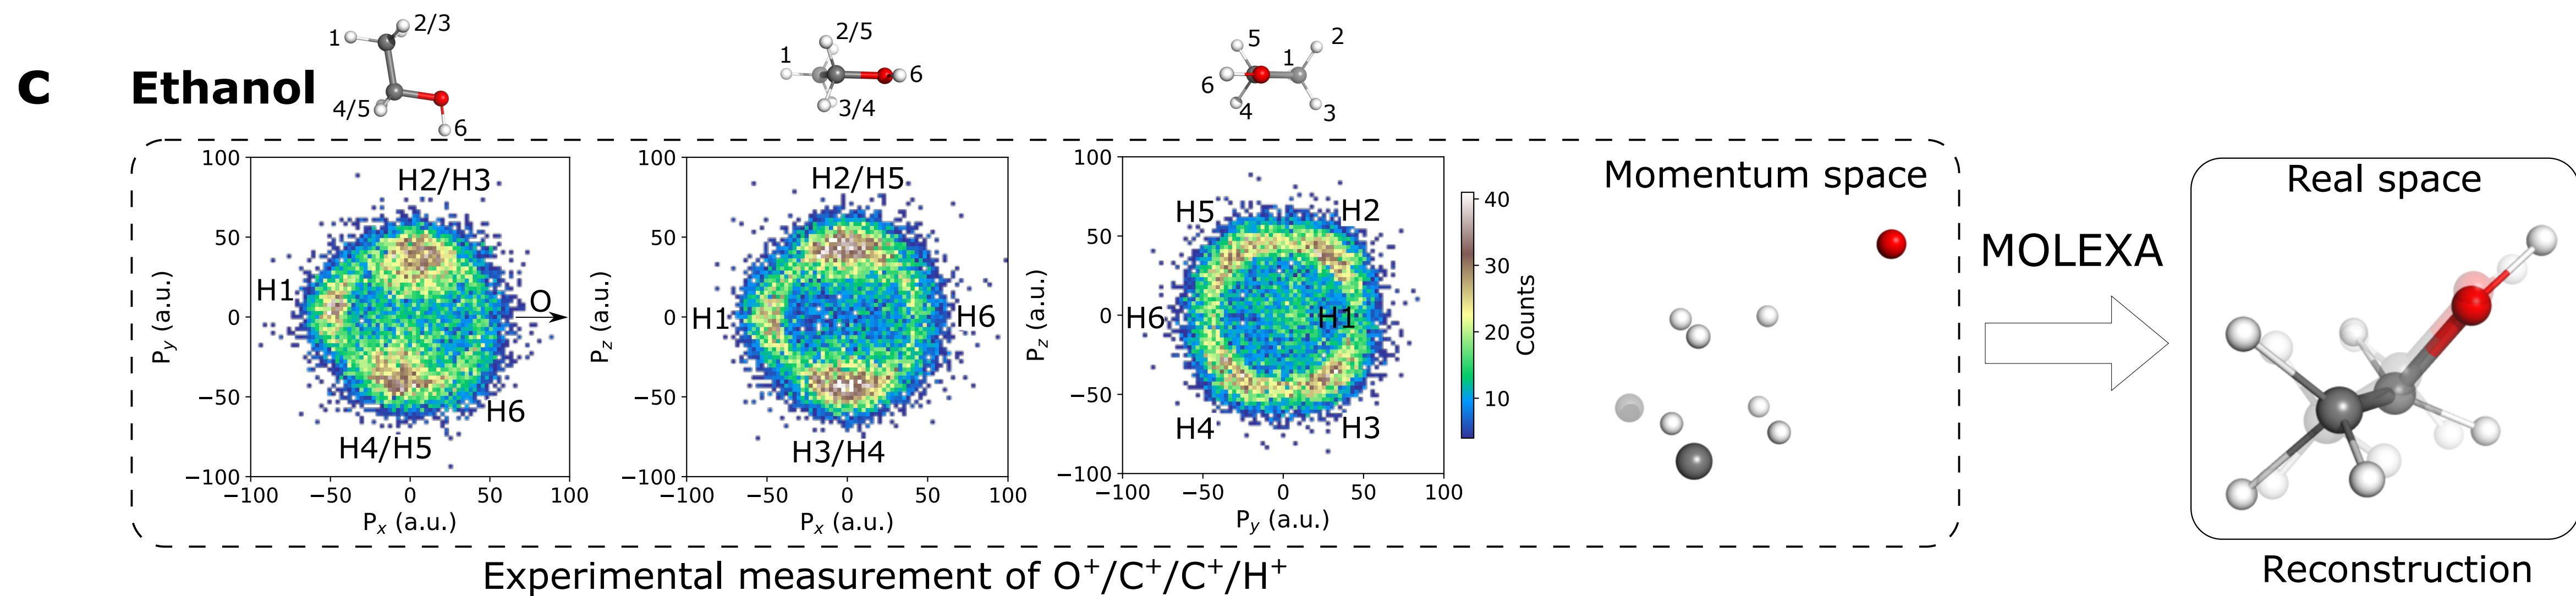 C Ethanol
1 2/3
4/5 6
2/5
1 6
3/4
5 1 2
6
4 3
100
50
0
−50
−100
−100 −50 0 50 100
P_y (a.u.)
P_x (a.u.)
H2/H3
H1
O
H6
H4/H5
100
50
0
−50
−100
−100 −50 0 50 100
P_z (a.u.)
P_x (a.u.)
H2/H5
H1 H6
H3/H4
100
50
0
−50
−100
−100 −50 0 50 100
P_z (a.u.)
P_y (a.u.)
H5 H2
H6 H1
H4 H3
40
30
20
10
Counts
Momentum space
MOLEXA
Real space
Experimental measurement of O⁺/C⁺/C⁺/H⁺
Reconstruction